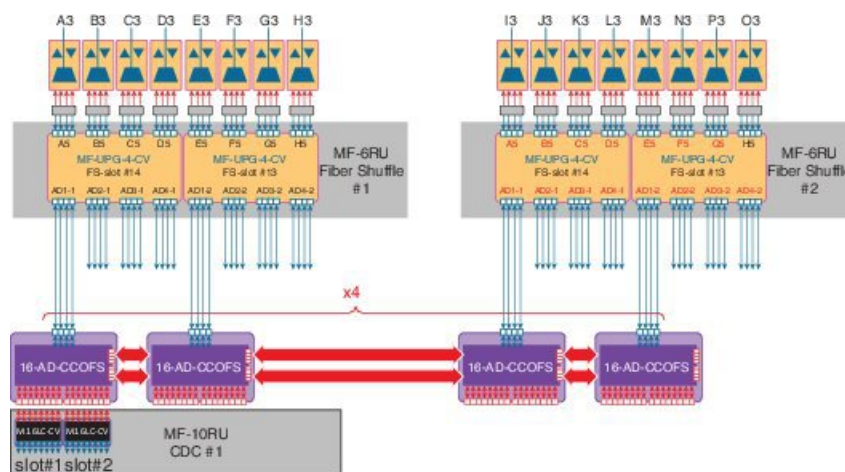 A3 B3 C3 D3 E3 F3 G3 H3 I3 J3 K3 L3 M3 N3 P3 O3
A5 B5 C5 D5 E5 F5 G5 H5 A5 B5 C5 D5 E5 F5 G5 H5
MF-UPG-4-CV MF-UPG-4-CV MF-UPG-4-CV MF-UPG-4-CV
FS-slot #14 FS-slot #13 FS-slot #14 FS-slot #13
AD1-1 AD2-1 AD3-1 AD4-1 AD1-2 AD2-2 AD3-2 AD4-2 AD1-1 AD2-1 AD3-1 AD4-1 AD1-2 AD2-2 AD3-2 AD4-2
MF-6RU
Fiber Shuffle
#1
MF-6RU
Fiber Shuffle
#2
x4
16-AD-CCOFS 16-AD-CCOFS 16-AD-CCOFS 16-AD-CCOFS
M1GLC-CV M1GLC-CV
slot#1 slot#2
MF-10RU
CDC #1